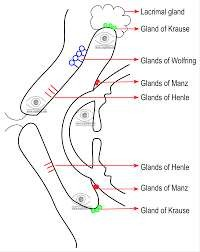 Lacrimal gland
Gland of Krause
Glands of Wolfring
Glands of Manz
Glands of Henle
Glands of Henle
Glands of Manz
Gland of Krause